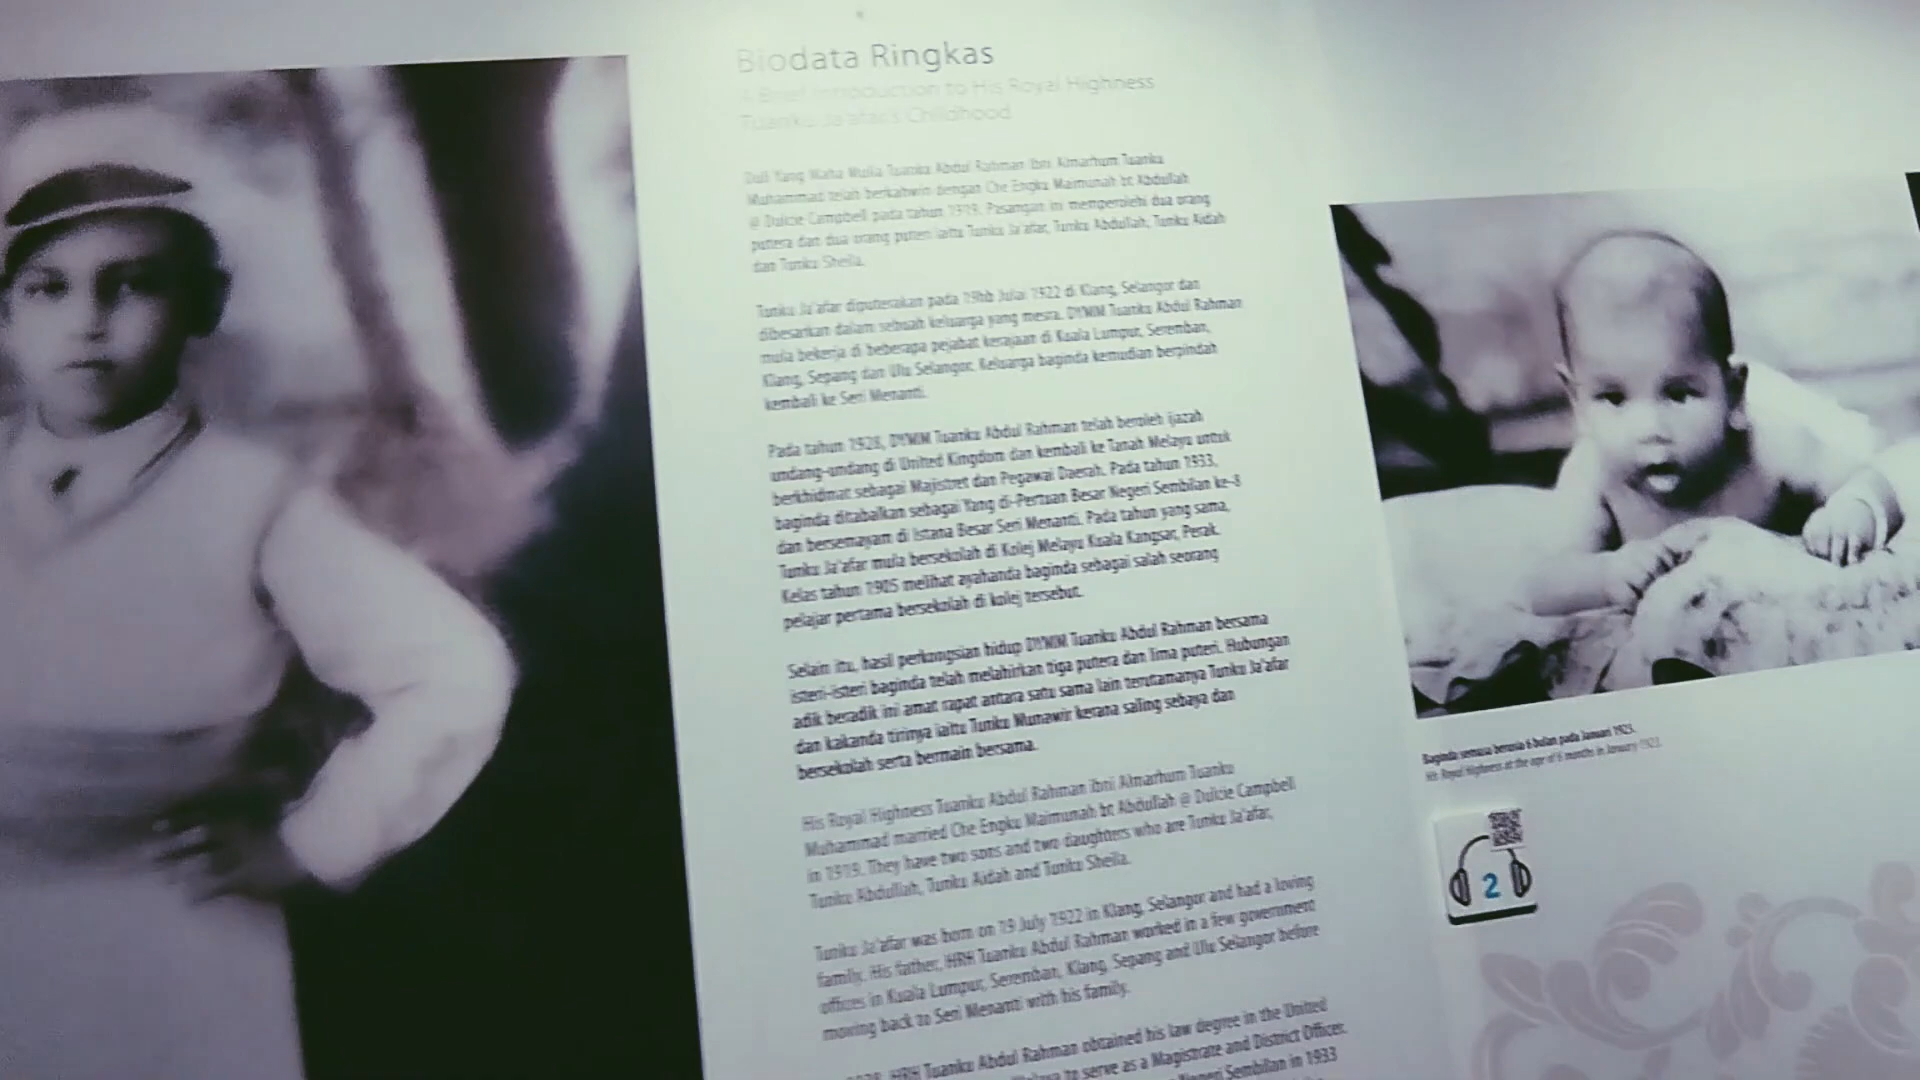 Biodata Ringkas
A Brief Introduction to His Royal Highness
Tuanku Ja'afar's Childhood
Duli Yang Maha Mulia Tuanku Abdul Rahman Ibni Almarhum Tuanku
Muhammad telah berkahwin dengan Che Engku Maimunah bt Abdullah
@ Dulcie Campbell pada tahun 1919. Pasangan ini memperolehi dua orang
putera dan dua orang puteri iaitu Tunku Ja'afar, Tunku Abdullah, Tunku Aidah
dan Tunku Sheila.
Tunku Ja'afar diputerakan pada 19hb Julai 1922 di Klang, Selangor dan
dibesarkan dalam sebuah keluarga yang mesra. DYMM Tuanku Abdul Rahman
mula bekerja di beberapa pejabat kerajaan di Kuala Lumpur, Seremban,
Klang, Sepang dan Ulu Selangor. Keluarga baginda kemudian berpindah
kembali ke Seri Menanti.
Pada tahun 1928, DYMM Tuanku Abdul Rahman telah beroleh ijazah
undang-undang di United Kingdom dan kembali ke Tanah Melayu untuk
berkhidmat sebagai Majistret dan Pegawai Daerah. Pada tahun 1933,
baginda ditabalkan sebagai Yang di-Pertuan Besar Negeri Sembilan ke-8
dan bersemayam di Istana Besar Seri Menanti. Pada tahun yang sama,
Tunku Ja'afar mula bersekolah di Kolej Melayu Kuala Kangsar, Perak.
Kelas tahun 1905 melihat ayahanda baginda sebagai salah seorang
pelajar pertama bersekolah di kolej tersebut.
Selain itu, hasil perkongsian hidup DYMM Tuanku Abdul Rahman bersama
isteri-isteri baginda telah melahirkan tiga putera dan lima puteri. Hubungan
adik beradik ini amat rapat antara satu sama lain terutamanya Tunku Ja'afar
dan kakanda tirinya iaitu Tunku Munawir kerana saling sebaya dan
bersekolah serta bermain bersama.
His Royal Highness Tuanku Abdul Rahman ibni Almarhum Tuanku
Muhammad married Che Engku Maimunah bt Abdullah @ Dulcie Campbell
in 1919. They have two sons and two daughters who are Tunku Ja'afar,
Tunku Abdullah, Tunku Aidah and Tunku Sheila.
Tunku Ja'afar was born on 19 July 1922 in Klang, Selangor and had a loving
family. His father, HRH Tuanku Abdul Rahman worked in a few government
offices in Kuala Lumpur, Seremban, Klang, Sepang and Ulu Selangor before
moving back to Seri Menanti with his family.
HRH Tuanku Abdul Rahman obtained his law degree in the United
to serve as a Magistrate and District Officer.
Negeri Sembilan in 1933
Baginda semasa berusia 6 bulan pada Januari 1923.
His Royal Highness at the age of 6 months in January 1923.
2